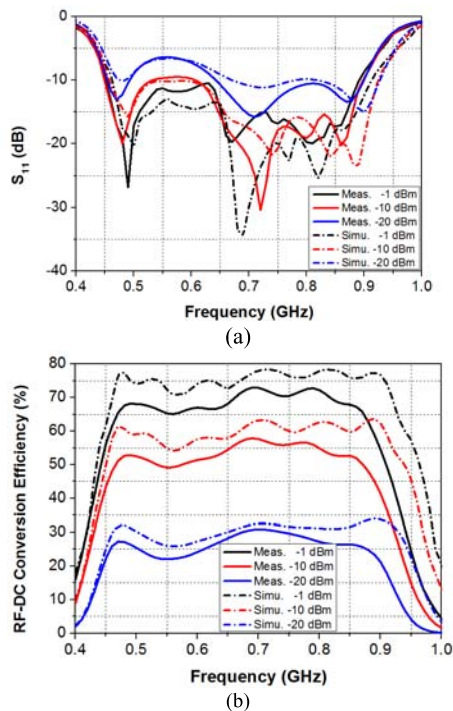 0
-10
-20
-30
-40
S11 (dB)
Meas. -1 dBm
Meas. -10 dBm
Meas. -20 dBm
Simu. -1 dBm
Simu. -10 dBm
Simu. -20 dBm
0.4 0.5 0.6 0.7 0.8 0.9 1.0
Frequency (GHz)
(a)
80
70
60
50
40
30
20
10
0
RF-DC Conversion Efficiency (%)
Meas. -1 dBm
Meas. -10 dBm
Meas. -20 dBm
Simu. -1 dBm
Simu. -10 dBm
Simu. -20 dBm
0.4 0.5 0.6 0.7 0.8 0.9 1.0
Frequency (GHz)
(b)